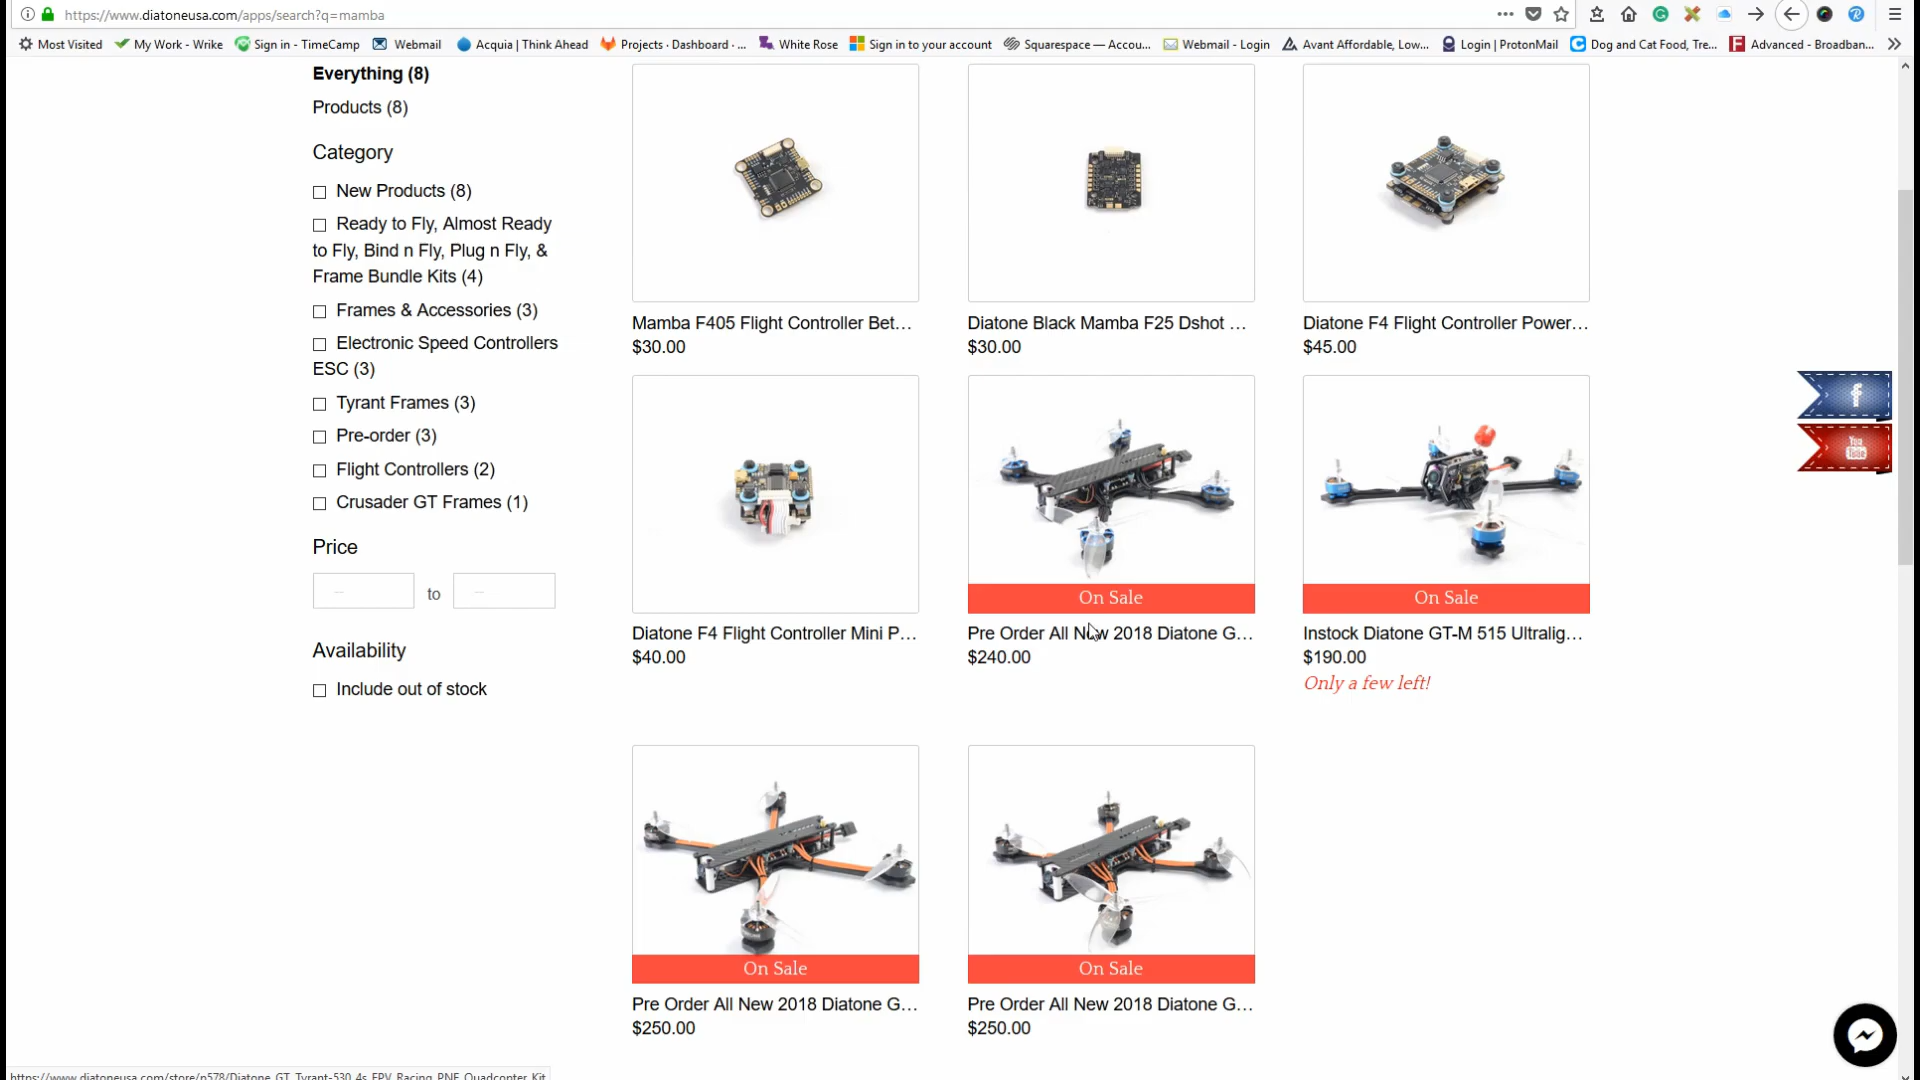 https://www.diatoneusa.com/apps/search?q=mamba
Most Visited
My Work - Wrike
Sign in - TimeCamp
Webmail
Acquia | Think Ahead
Projects · Dashboard · ...
White Rose
Sign in to your account
Squarespace — Accou...
Webmail - Login
Avant Affordable, Low...
Login | ProtonMail
Dog and Cat Food, Tre...
Advanced - Broadban...
Everything (8)
Products (8)
Category
New Products (8)
Ready to Fly, Almost Ready
to Fly, Bind n Fly, Plug n Fly, &
Frame Bundle Kits (4)
Frames & Accessories (3)
Electronic Speed Controllers
ESC (3)
Tyrant Frames (3)
Pre-order (3)
Flight Controllers (2)
Crusader GT Frames (1)
Price
to
Availability
Include out of stock
Mamba F405 Flight Controller Bet...
$30.00
Diatone Black Mamba F25 Dshot ...
$30.00
Diatone F4 Flight Controller Power...
$45.00
Diatone F4 Flight Controller Mini P...
$40.00
On Sale
Pre Order All New 2018 Diatone G...
$240.00
On Sale
Instock Diatone GT-M 515 Ultralig...
$190.00
Only a few left!
On Sale
Pre Order All New 2018 Diatone G...
$250.00
On Sale
Pre Order All New 2018 Diatone G...
$250.00
f
You Tube
https://www.diatoneusa.com/store/p578/Diatone_GT_Tyrant-530_4s_FPV_Racing_PNF_Quadcopter_Kit